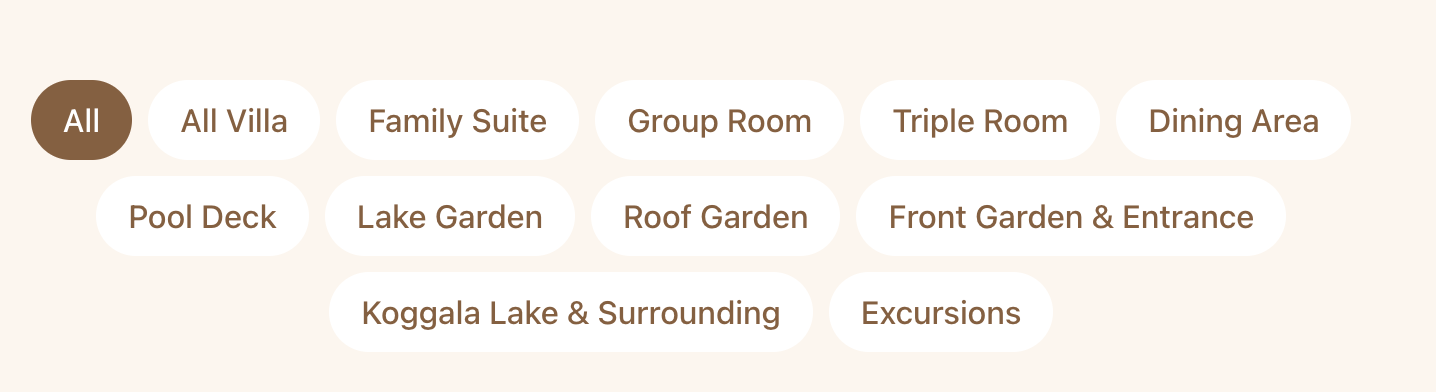 All All Villa Family Suite Group Room Triple Room Dining Area
Pool Deck Lake Garden Roof Garden Front Garden & Entrance
Koggala Lake & Surrounding Excursions